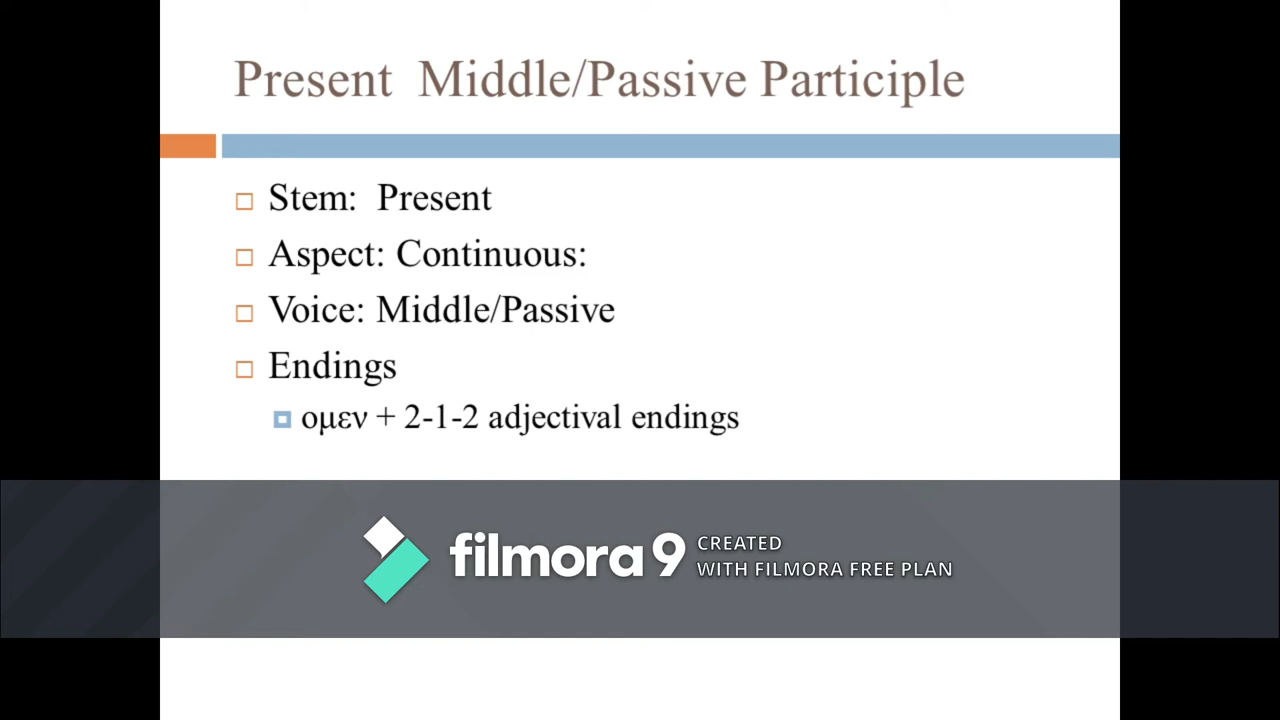 Present Middle/Passive Participle
Stem: Present
Aspect: Continuous:
Voice: Middle/Passive
Endings
ομεν + 2-1-2 adjectival endings
filmora 9 CREATED
WITH FILMORA FREE PLAN